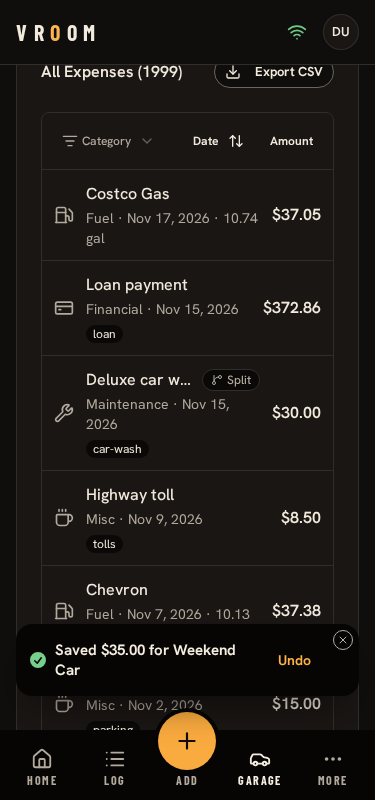 VROOM
DU
All Expenses (1999)
Export CSV
Category
Date
Amount
Costco Gas
Fuel · Nov 17, 2026 · 10.74
gal
$37.05
Loan payment
Financial · Nov 15, 2026
loan
$372.86
Deluxe car w...
Split
Maintenance · Nov 15,
2026
car-wash
$30.00
Highway toll
Misc · Nov 9, 2026
tolls
$8.50
Chevron
Fuel · Nov 7, 2026 · 10.13
$37.38
Saved $35.00 for Weekend
Car
Undo
Misc · Nov 2, 2026
parking
$15.00
HOME
LOG
ADD
GARAGE
MORE